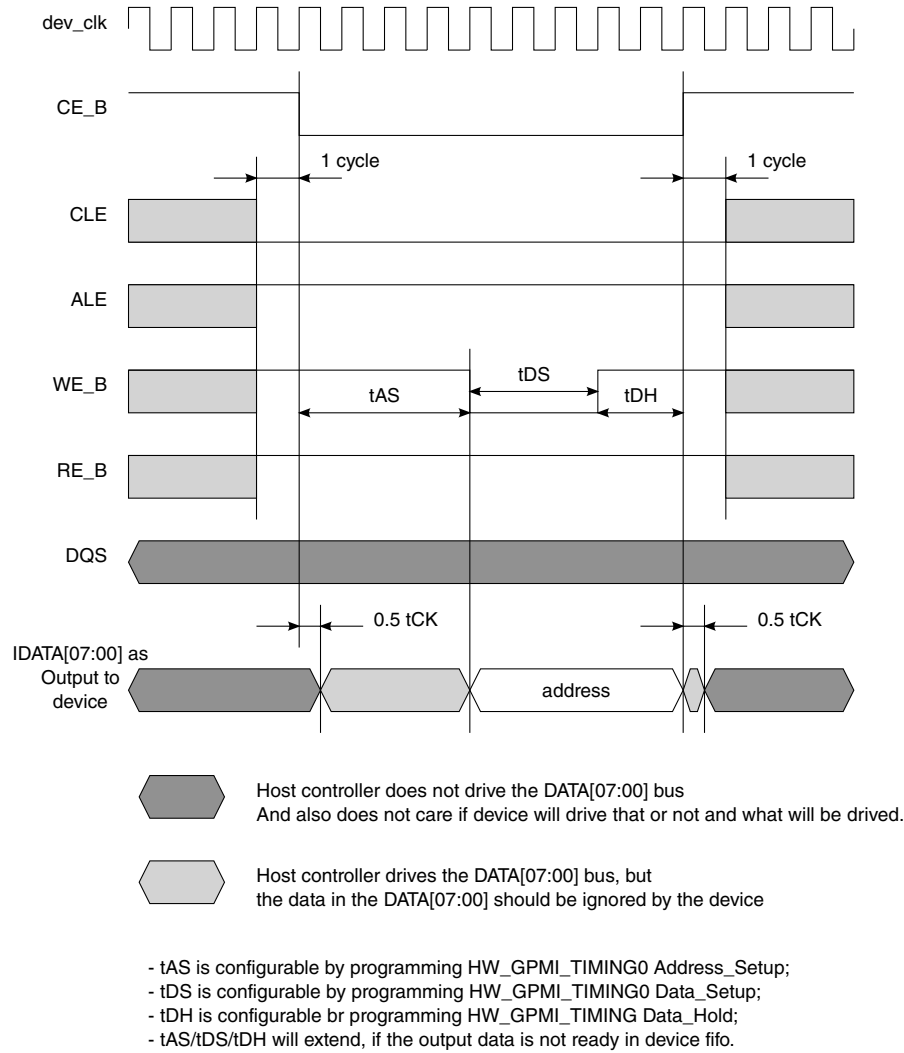 dev_clk
CE_B
1 cycle
1 cycle
CLE
ALE
WE_B
tDS
tAS
tDH
RE_B
DQS
0.5 tCK
0.5 tCK
IDATA[07:00] as
Output to
device
address
Host controller does not drive the DATA[07:00] bus
And also does not care if device will drive that or not and what will be drived.
Host controller drives the DATA[07:00] bus, but
the data in the DATA[07:00] should be ignored by the device
- tAS is configurable by programming HW_GPMI_TIMING0 Address_Setup;
- tDS is configurable by programming HW_GPMI_TIMING0 Data_Setup;
- tDH is configurable br programming HW_GPMI_TIMING Data_Hold;
- tAS/tDS/tDH will extend, if the output data is not ready in device fifo.